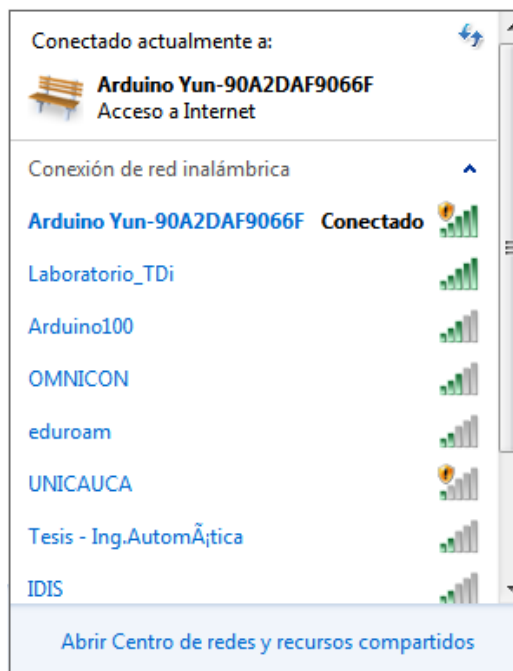 Conectado actualmente a:
Arduino Yun-90A2DAF9066F
Acceso a Internet
Conexión de red inalámbrica
Arduino Yun-90A2DAF9066F Conectado
Laboratorio_TDi
Arduino100
OMNICON
eduroam
UNICAUCA
Tesis - Ing.AutomÃ¡tica
IDIS
Abrir Centro de redes y recursos compartidos